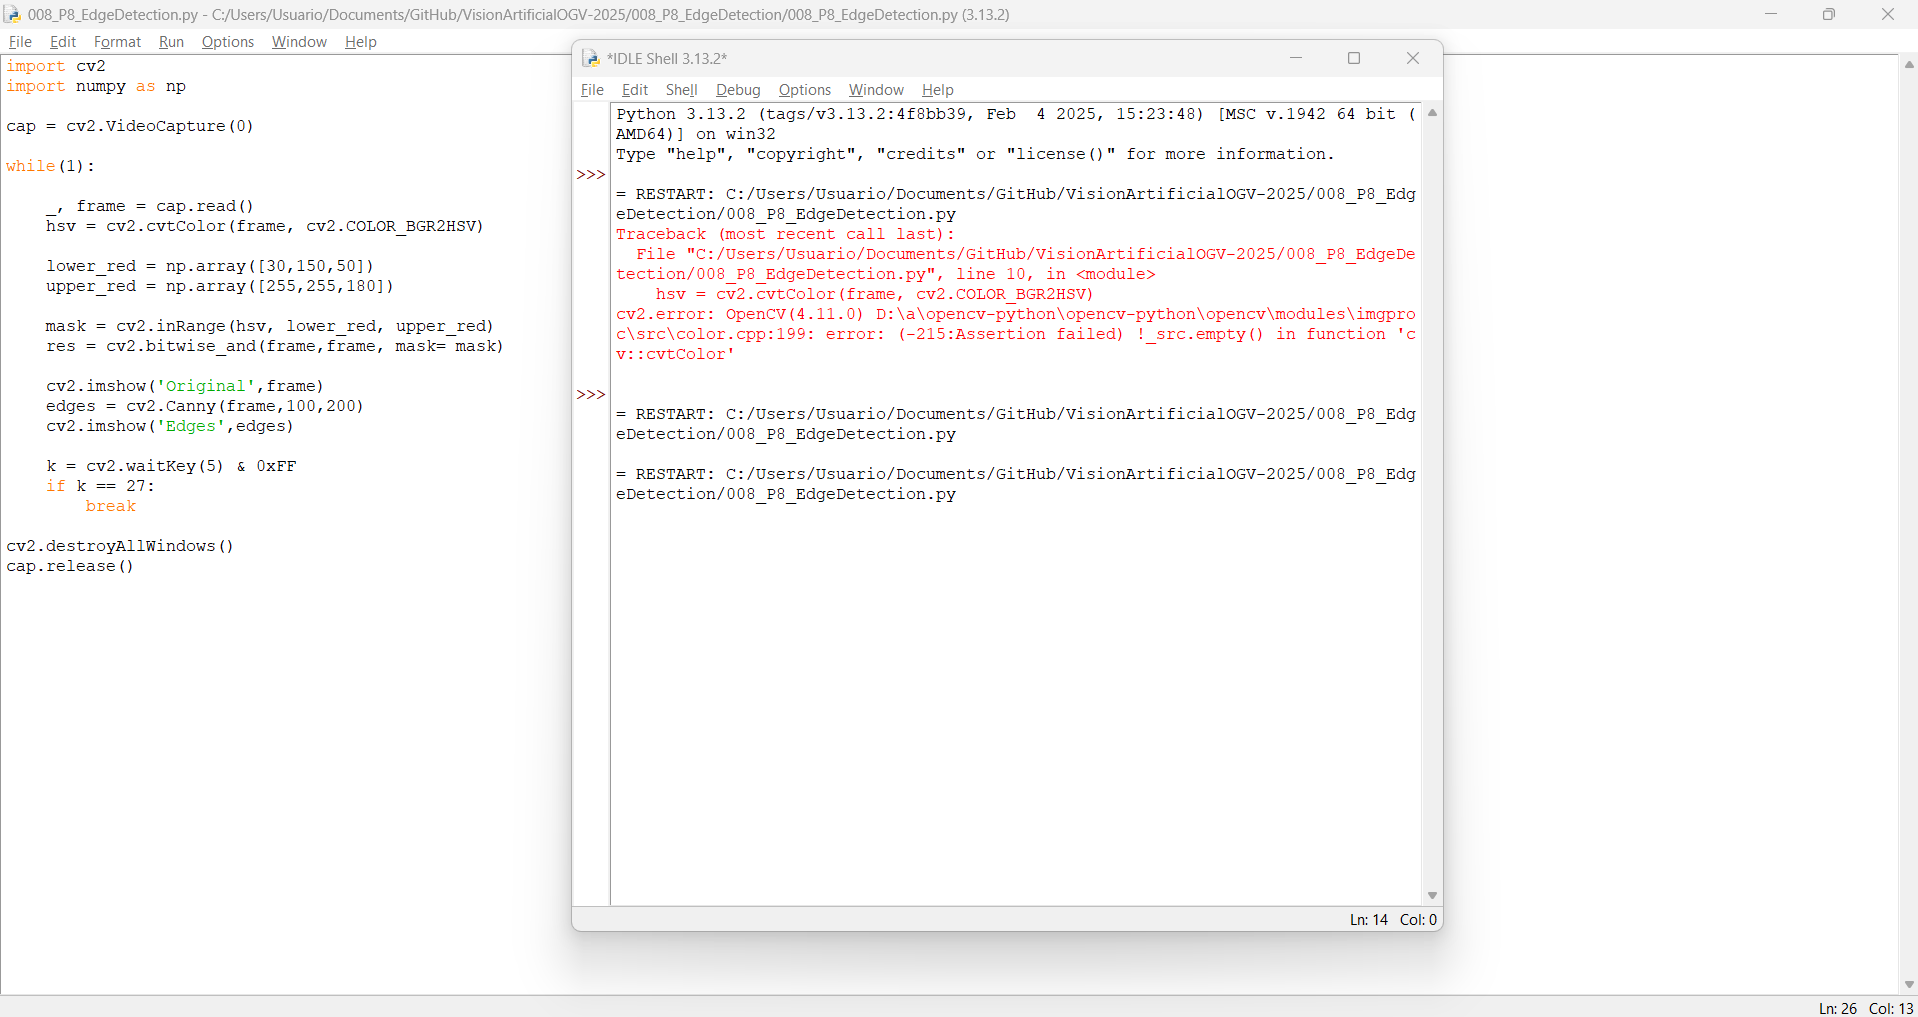 008_P8_EdgeDetection.py - C:/Users/Usuario/Documents/GitHub/VisionArtificialOGV-2025/008_P8_EdgeDetection/008_P8_EdgeDetection.py (3.13.2)
File Edit Format Run Options Window Help
import cv2
import numpy as np
cap = cv2.VideoCapture(0)
while(1):
    _, frame = cap.read()
    hsv = cv2.cvtColor(frame, cv2.COLOR_BGR2HSV)
    lower_red = np.array([30,150,50])
    upper_red = np.array([255,255,180])
    mask = cv2.inRange(hsv, lower_red, upper_red)
    res = cv2.bitwise_and(frame,frame, mask= mask)
    cv2.imshow('Original',frame)
    edges = cv2.Canny(frame,100,200)
    cv2.imshow('Edges',edges)
    k = cv2.waitKey(5) & 0xFF
    if k == 27:
        break
cv2.destroyAllWindows()
cap.release()
*IDLE Shell 3.13.2*
File Edit Shell Debug Options Window Help
Python 3.13.2 (tags/v3.13.2:4f8bb39, Feb  4 2025, 15:23:48) [MSC v.1942 64 bit (
AMD64)] on win32
Type "help", "copyright", "credits" or "license()" for more information.
>>>
= RESTART: C:/Users/Usuario/Documents/GitHub/VisionArtificialOGV-2025/008_P8_Edg
eDetection/008_P8_EdgeDetection.py
Traceback (most recent call last):
  File "C:/Users/Usuario/Documents/GitHub/VisionArtificialOGV-2025/008_P8_EdgeDe
tection/008_P8_EdgeDetection.py", line 10, in <module>
    hsv = cv2.cvtColor(frame, cv2.COLOR_BGR2HSV)
cv2.error: OpenCV(4.11.0) D:\a\opencv-python\opencv-python\opencv\modules\imgpro
c\src\color.cpp:199: error: (-215:Assertion failed) !_src.empty() in function 'c
v::cvtColor'
>>>
= RESTART: C:/Users/Usuario/Documents/GitHub/VisionArtificialOGV-2025/008_P8_Edg
eDetection/008_P8_EdgeDetection.py
= RESTART: C:/Users/Usuario/Documents/GitHub/VisionArtificialOGV-2025/008_P8_Edg
eDetection/008_P8_EdgeDetection.py
Ln: 14 Col: 0
Ln: 26 Col: 13